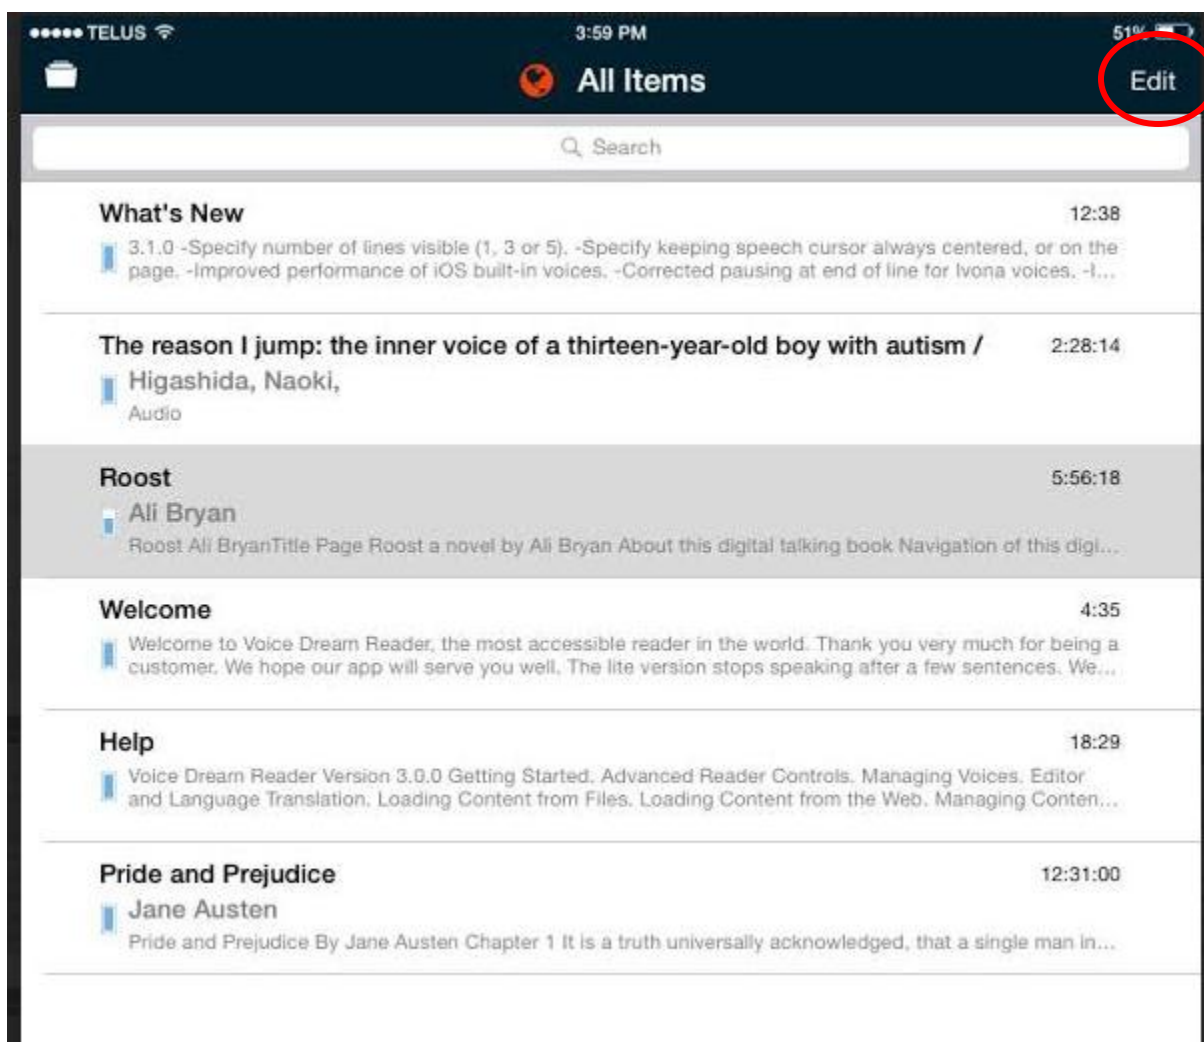 TELUS 3:59 PM 51%
All Items Edit
Search
What's New 12:38
3.1.0 -Specify number of lines visible (1, 3 or 5). -Specify keeping speech cursor always centered, or on the
page. -Improved performance of iOS built-in voices. -Corrected pausing at end of line for Ivona voices. -I...
The reason I jump: the inner voice of a thirteen-year-old boy with autism / 2:28:14
Higashida, Naoki,
Audio
Roost 5:56:18
Ali Bryan
Roost Ali BryanTitle Page Roost a novel by Ali Bryan About this digital talking book Navigation of this digi...
Welcome 4:35
Welcome to Voice Dream Reader, the most accessible reader in the world. Thank you very much for being a
customer. We hope our app will serve you well. The lite version stops speaking after a few sentences. We...
Help 18:29
Voice Dream Reader Version 3.0.0 Getting Started. Advanced Reader Controls. Managing Voices. Editor
and Language Translation. Loading Content from Files. Loading Content from the Web. Managing Conten...
Pride and Prejudice 12:31:00
Jane Austen
Pride and Prejudice By Jane Austen Chapter 1 It is a truth universally acknowledged, that a single man in...